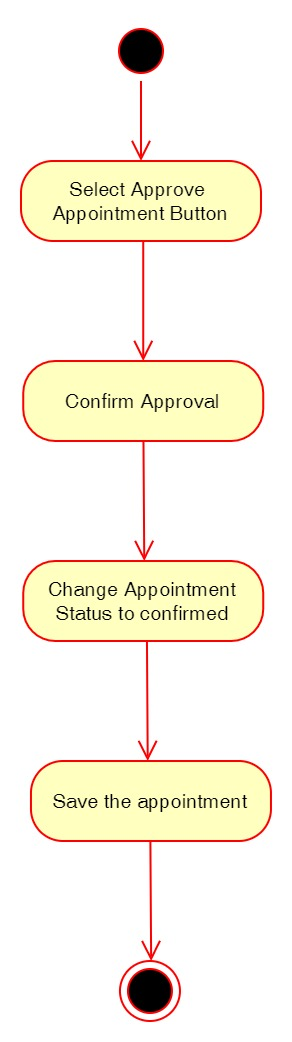 Select Approve
Appointment Button
Confirm Approval
Change Appointment
Status to confirmed
Save the appointment